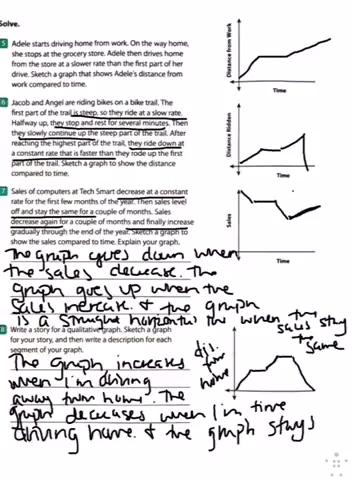 Solve.
5 Adele starts driving home from work. On the way home,
she stops at the grocery store. Adele then drives home
from the store at a slower rate than the first part of her
drive. Sketch a graph that shows Adele's distance from
work compared to time.
Distance from Work
Time
6 Jacob and Angel are riding bikes on a bike trail. The
first part of the trail is steep, so they ride at a slow rate.
Halfway up, they stop and rest for several minutes. Then
they slowly continue up the steep part of the trail. After
reaching the highest part of the trail, they ride down at
a constant rate that is faster than they rode up the first
part of the trail. Sketch a graph to show the distance
compared to time.
Distance Ridden
Time
7 Sales of computers at Tech Smart decrease at a constant
rate for the first few months of the year. Then sales level
off and stay the same for a couple of months. Sales
decrease again for a couple of months and finally increase
gradually through the end of the year. Sketch a graph to
show the sales compared to time. Explain your graph.
Sales
Time
The graph goes down when
the sales decrease. The
graph goes up when the
sales increase. & the graph
is a straight line when the
sales stay
the same
8 Write a story for a qualitative graph. Sketch a graph
for your story, and then write a description for each
segment of your graph.
dis.
from
home
time
The graph increases
when I'm driving
away from home. The
graph decreases when I'm
driving home. & the graph stays